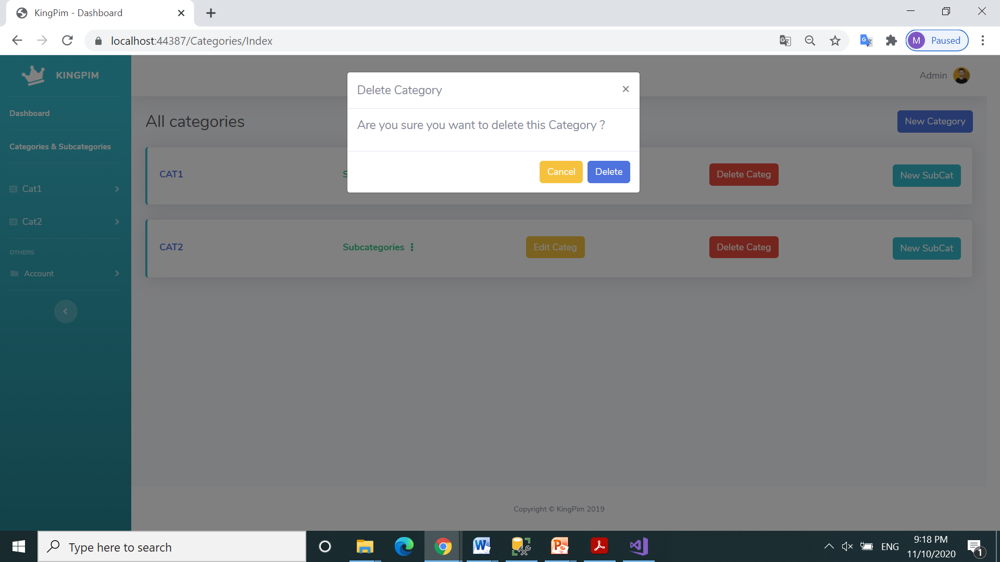 KingPim - Dashboard
localhost:44387/Categories/Index
M Paused
KINGPIM
Admin
Delete Category ×
Are you sure you want to delete this Category ?
Cancel Delete
Dashboard
Categories & Subcategories
Cat1
Cat2
OTHERS
Account
All categories New Category
CAT1 S Delete Categ New SubCat
CAT2 Subcategories Edit Categ Delete Categ New SubCat
Copyright © KingPim 2019
Type here to search
ENG
9:18 PM
11/10/2020
1